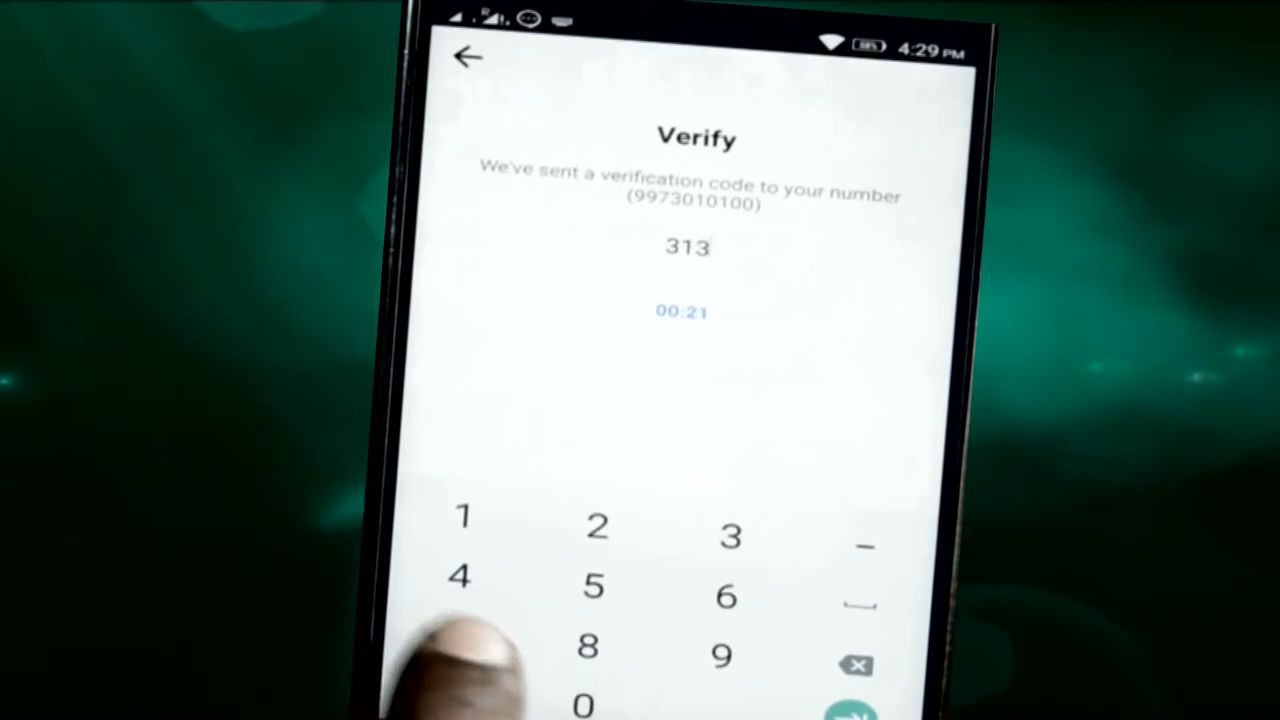 4:29 PM
Verify
We've sent a verification code to your number
(9973010100)
313
00:21
1 2 3 –
4 5 6
8 9
0